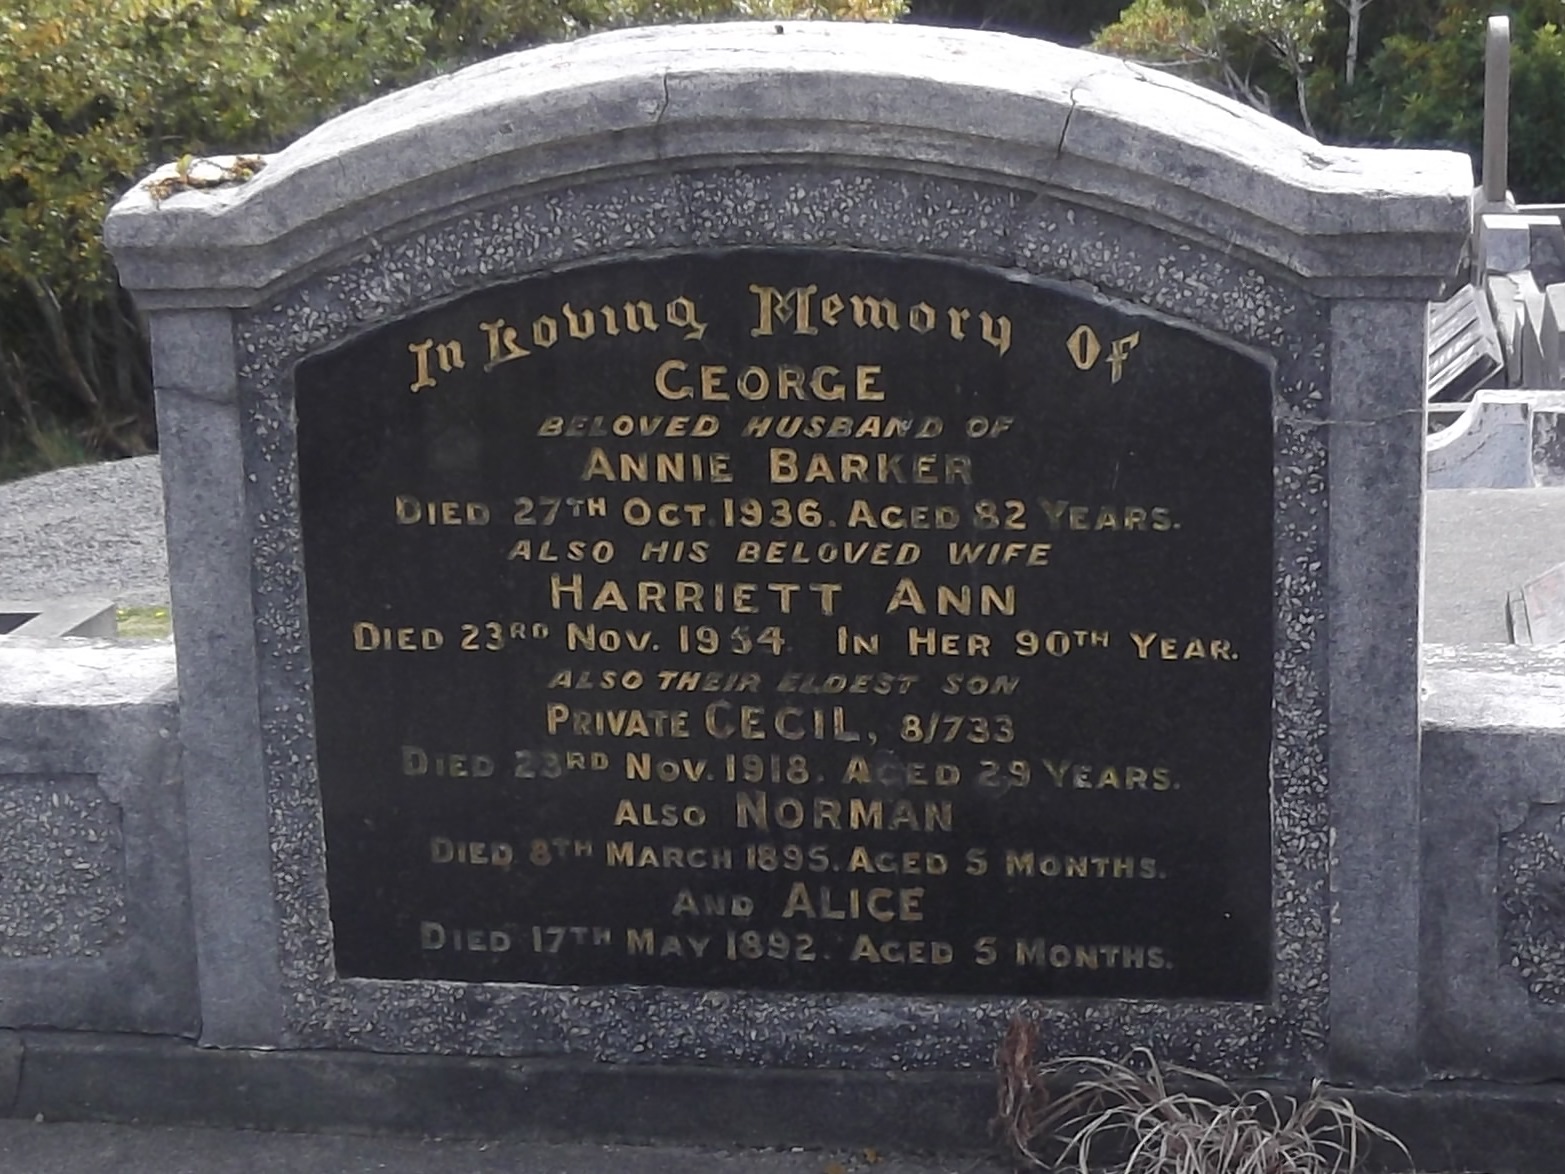 In Loving Memory Of
GEORGE
BELOVED HUSBAND OF
ANNIE BARKER
DIED 27TH OCT. 1936. AGED 82 YEARS.
ALSO HIS BELOVED WIFE
HARRIETT ANN
DIED 23RD NOV. 1954 IN HER 90TH YEAR.
ALSO THEIR ELDEST SON
PRIVATE CECIL, 8/733
DIED 23RD NOV. 1918. AGED 29 YEARS.
ALSO NORMAN
DIED 8TH MARCH 1895. AGED 5 MONTHS.
AND ALICE
DIED 17TH MAY 1892. AGED 5 MONTHS.